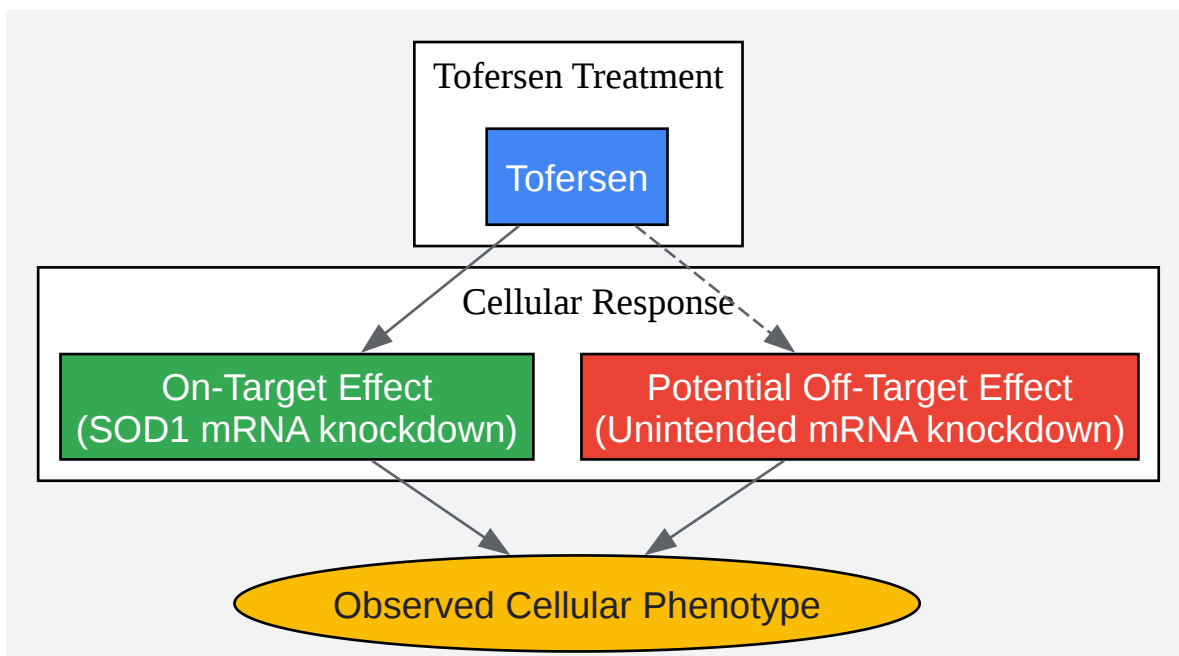 Tofersen Treatment
Tofersen
Cellular Response
On-Target Effect
(SOD1 mRNA knockdown)
Potential Off-Target Effect
(Unintended mRNA knockdown)
Observed Cellular Phenotype